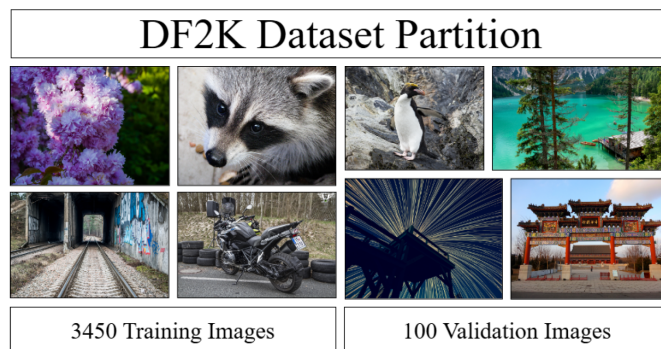 DF2K Dataset Partition
3450 Training Images
100 Validation Images